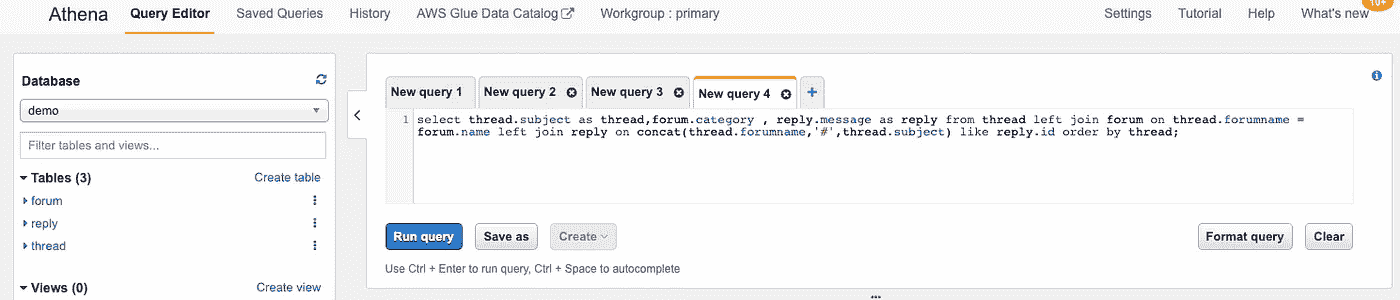 Athena Query Editor Saved Queries History AWS Glue Data Catalog Workgroup : primary Settings Tutorial Help What's new 10+
Database
demo
Filter tables and views...
Tables (3) Create table
forum
reply
thread
Views (0) Create view
New query 1 New query 2 New query 3 New query 4 +
1 select thread.subject as thread,forum.category , reply.message as reply from thread left join forum on thread.forumname =
forum.name left join reply on concat(thread.forumname,'#',thread.subject) like reply.id order by thread;
Run query Save as Create Format query Clear
Use Ctrl + Enter to run query, Ctrl + Space to autocomplete